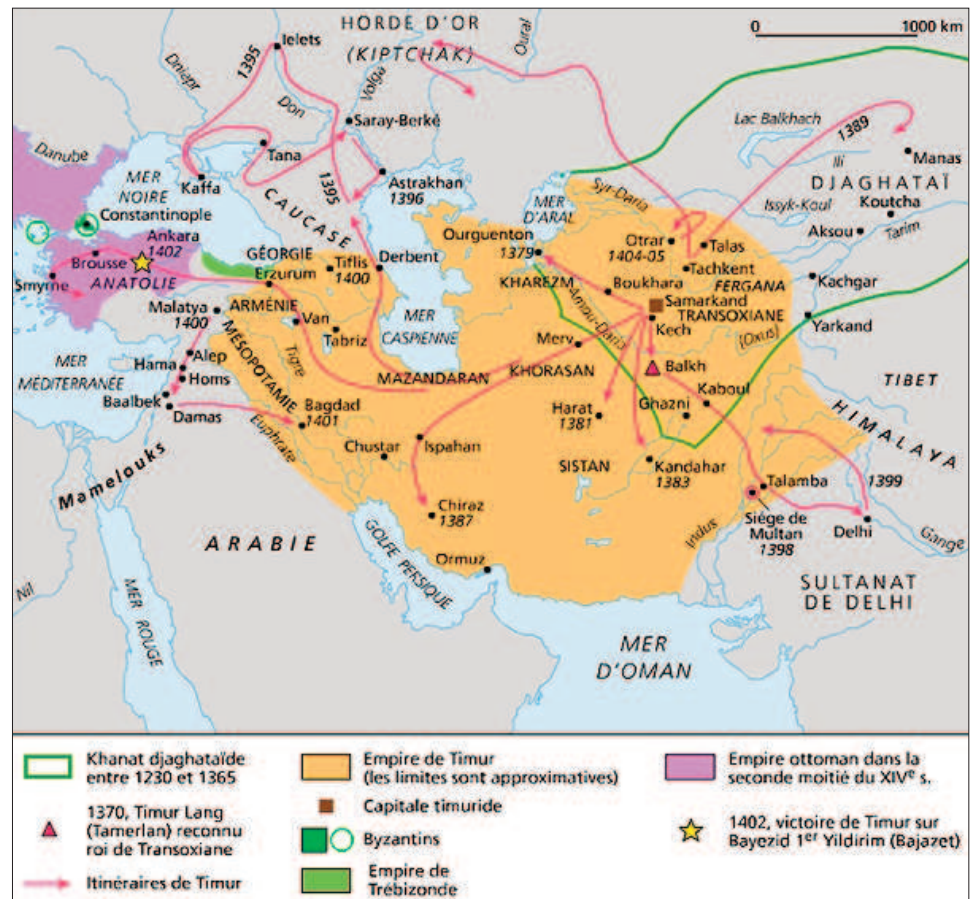 HORDE D'OR
(KIPTCHAK)
0 1000 km
Ielets
1395
Dniepr
Don
Volga
Oural
Saray-Berké
Lac Balkhach
1389
Ili
Manas
Danube
Tana
MER
NOIRE
Kaffa
1395
Astrakhan
1396
DJAGHATAÏ
Issyk-Koul
Koutcha
Constantinople
CAUCASE
MER
D'ARAL
Syr-Daria
Aksou
Tarim
Ankara
1402
Brousse
GÉORGIE
Tiflis
1400
Derbent
Ourguenton
1379
Otrar
1404-05
Talas
Tachkent
Smyrne
ANATOLIE
Erzurum
KHAREZM
Boukhara
FERGANA
Kachgar
Malatya
1400
ARMÉNIE
Van
Tabriz
MER
CASPIENNE
Amou-Daria
Samarkand
TRANSOXIANE
Kech
Yarkand
(Oxus)
MER
MÉDITERRANÉE
Alep
Hama
Homs
MÉSOPOTAMIE
Tigre
MAZANDARAN
Merv
KHORASAN
Balkh
TIBET
Baalbek
Damas
Bagdad
1401
Euphrate
Harat
1381
Ghazni
Kaboul
HIMALAYA
Chustar
Ispahan
SISTAN
Kandahar
1383
1399
Mamelouks
Talamba
Chiraz
1387
Siége de
Multan
1398
Delhi
Gange
ARABIE
GOLFE PERSIQUE
Ormuz
Indus
SULTANAT
DE DELHI
Nil
MER ROUGE
MER
D'OMAN
Khanat djaghataïde
entre 1230 et 1365
1370, Timur Lang
(Tamerlan) reconnu
roi de Transoxiane
Itinéraires de Timur
Empire de Timur
(les limites sont approximatives)
Capitale timuride
Byzantins
Empire de
Trébizonde
Empire ottoman dans la
seconde moitié du XIVe s.
1402, victoire de Timur sur
Bayezid 1er Yildirim (Bajazet)